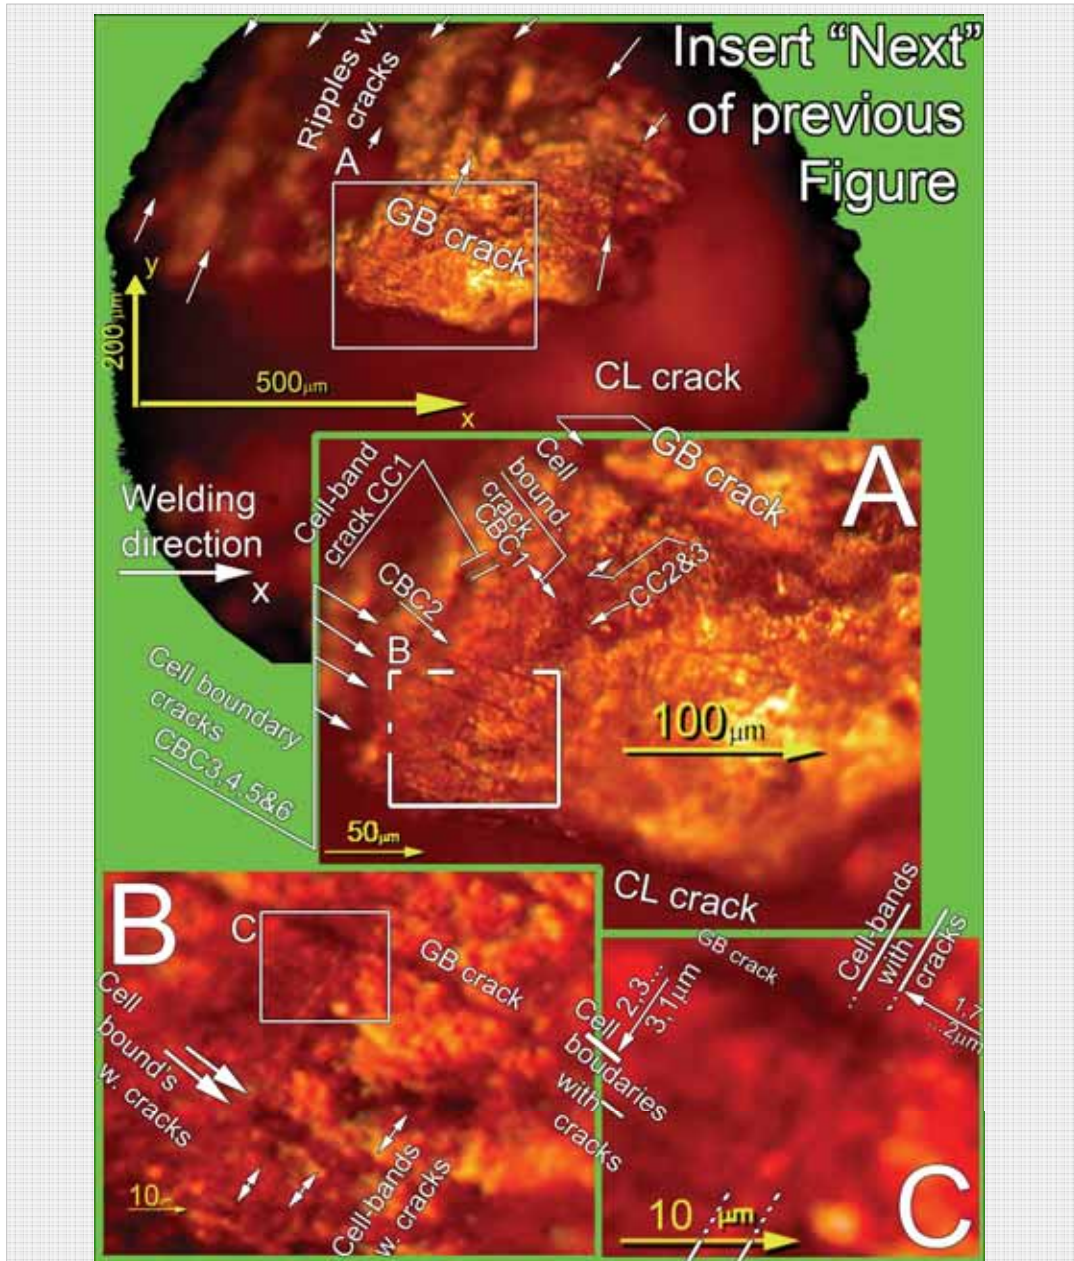 Insert “Next”
of previous
Figure
Ripples w.
cracks
A
GB crack
y
200μm
500μm
x
CL crack
Welding
direction
x
A
Cell-band
crack CC1
Cell
bound
crack
CBC1
GB crack
CBC2
CC2&3
B
Cell boundary
cracks
CBC3,4,5&6
100μm
50μm
CL crack
B
C
GB crack
Cell
bound's
w. cracks
Cell-bands
w. cracks
10
GB crack
Cell-bands
with
cracks
2,3...
3,1μm
1,7
...2μm
Cell
boudaries
with
cracks
C
10 μm